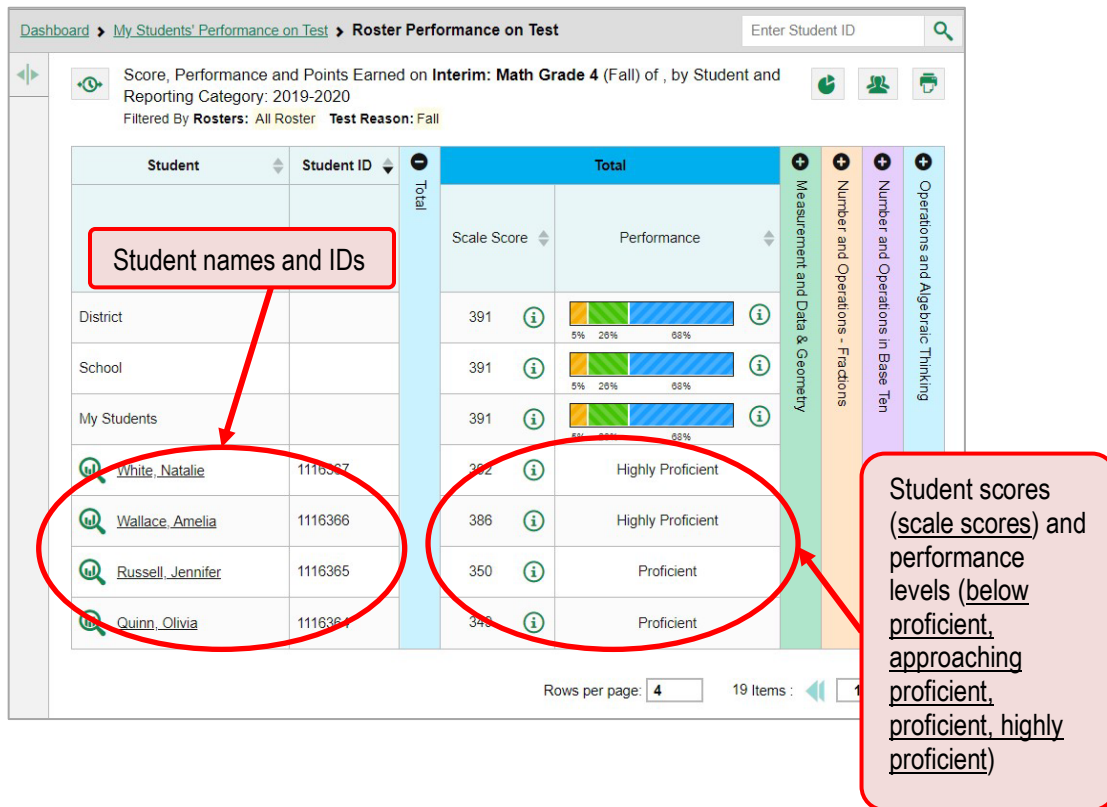 Dashboard > My Students' Performance on Test > Roster Performance on Test
Enter Student ID
Score, Performance and Points Earned on Interim: Math Grade 4 (Fall) of , by Student and
Reporting Category: 2019-2020
Filtered By Rosters: All Roster Test Reason: Fall
Student Student ID Total Total
Scale Score Performance
Measurement and Data & Geometry
Number and Operations - Fractions
Number and Operations in Base Ten
Operations and Algebraic Thinking
Student names and IDs
District 391
5% 26% 68%
School 391
5% 26% 68%
My Students 391
5% 68%
White, Natalie Highly Proficient
Wallace, Amelia 1116366 386 Highly Proficient
Russell, Jennifer 1116365 350 Proficient
Quinn, Olivia Proficient
Rows per page: 4 19 Items : 1
Student scores
(scale scores) and
performance
levels (below
proficient,
approaching
proficient,
proficient, highly
proficient)